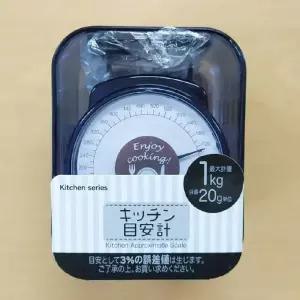 Enjoy
cooking!
Kitchen series
最大計量
1kg
目盛20g単位
キッチン
目安計
Kitchen Approximate Scale
目安として3%の誤差値は生じます。
ご了承の上、お買い求めください。